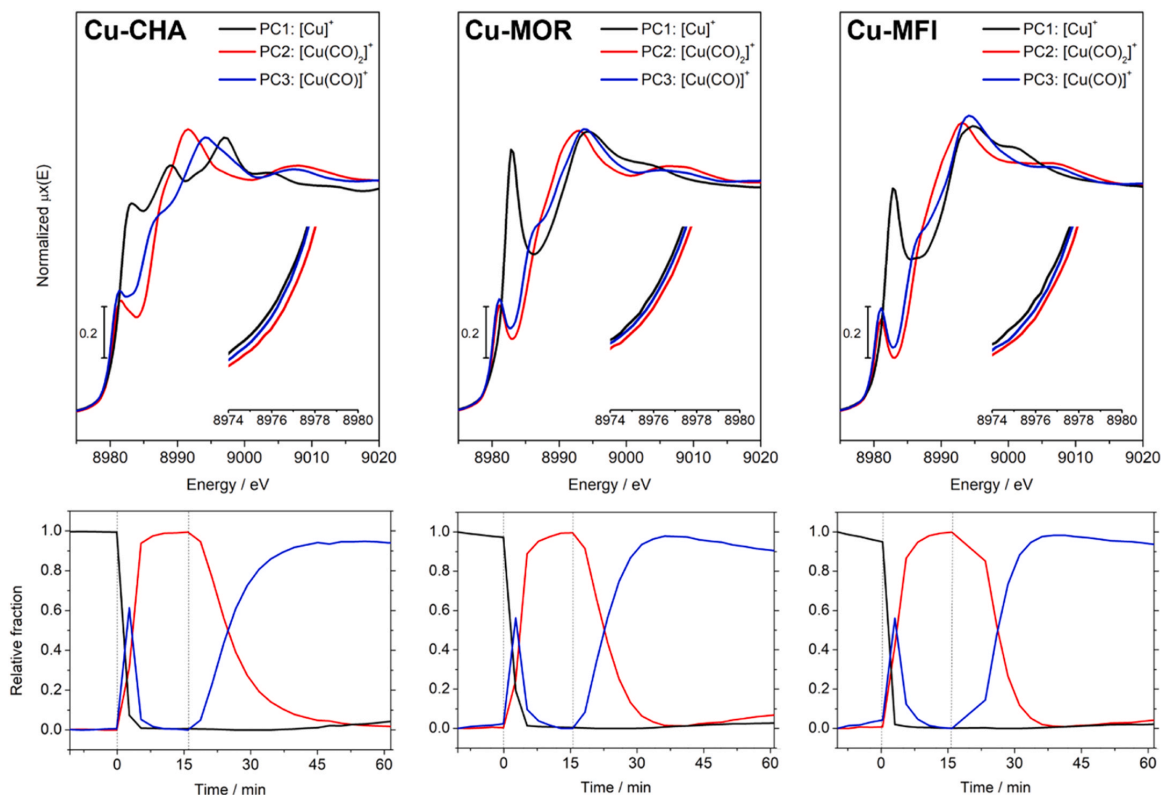 Cu-CHA
PC1: [Cu]⁺
PC2: [Cu(CO)₂]⁺
PC3: [Cu(CO)]⁺
Normalized μx(E)
0.2
8974 8976 8978 8980
8980 8990 9000 9010 9020
Energy / eV
Cu-MOR
PC1: [Cu]⁺
PC2: [Cu(CO)₂]⁺
PC3: [Cu(CO)]⁺
0.2
8974 8976 8978 8980
8980 8990 9000 9010 9020
Energy / eV
Cu-MFI
PC1: [Cu]⁺
PC2: [Cu(CO)₂]⁺
PC3: [Cu(CO)]⁺
0.2
8974 8976 8978 8980
8980 8990 9000 9010 9020
Energy / eV
Relative fraction
1.0
0.8
0.6
0.4
0.2
0.0
0 15 30 45 60
Time / min
1.0
0.8
0.6
0.4
0.2
0.0
0 15 30 45 60
Time / min
1.0
0.8
0.6
0.4
0.2
0.0
0 15 30 45 60
Time / min